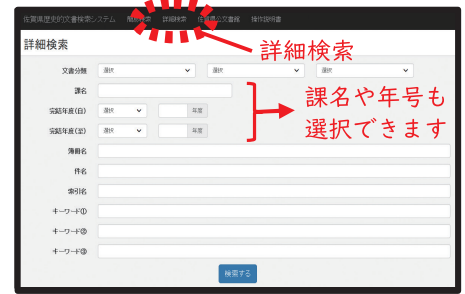 佐賀県歴史的文書検索システム 簡易検索 詳細検索 佐賀県公文書館 操作説明書
詳細検索
詳細検索
文書分類 選択 選択 選択
課名
完結年度(自) 選択 年度
完結年度(至) 選択 年度
課名や年号も
選択できます
簿冊名
件名
索引名
キーワード①
キーワード②
キーワード③
検索する